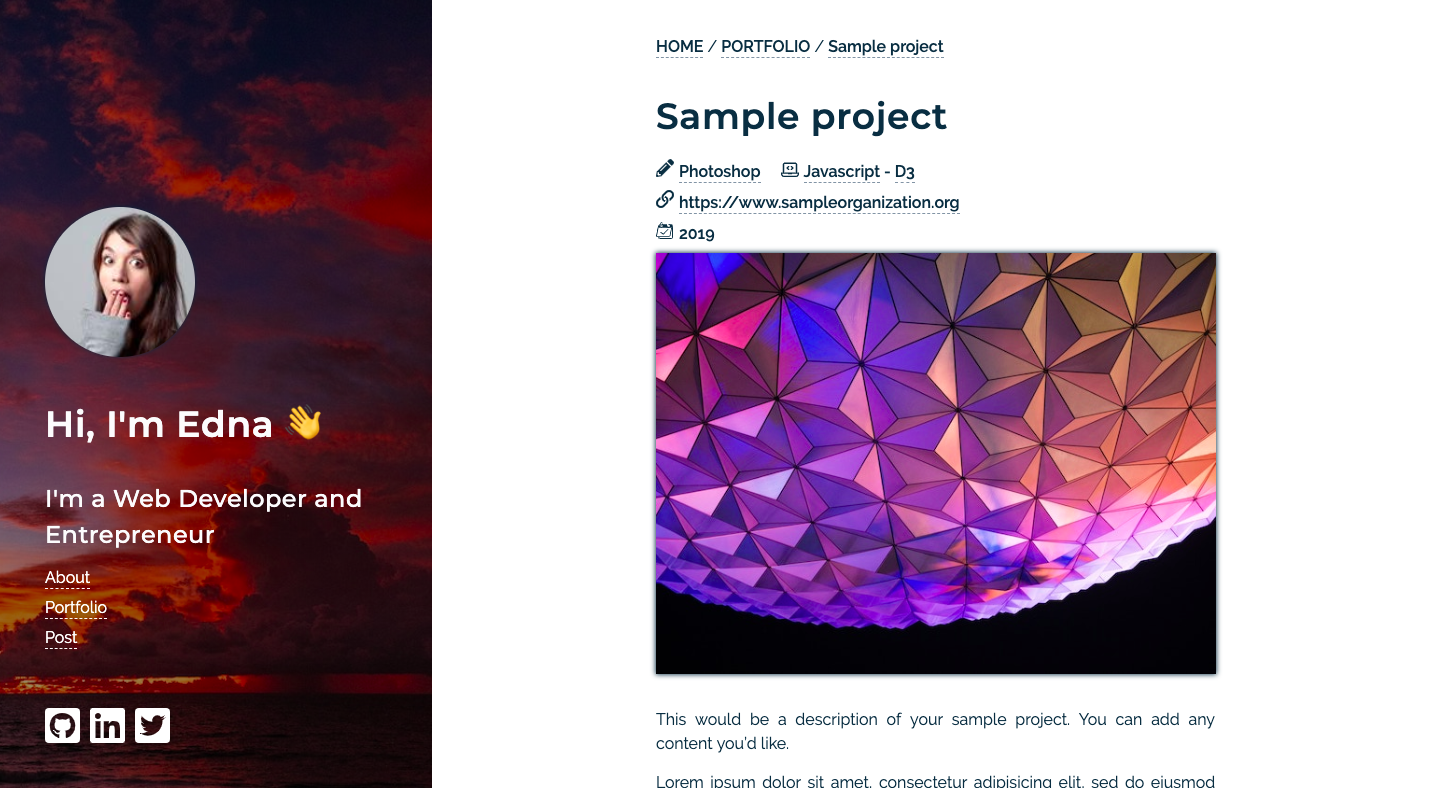 Hi, I'm Edna 👋
I'm a Web Developer and
Entrepreneur
About
Portfolio
Post
HOME / PORTFOLIO / Sample project
Sample project
Photoshop Javascript - D3
https://www.sampleorganization.org
2019
This would be a description of your sample project. You can add any
content you'd like.
Lorem ipsum dolor sit amet, consectetur adipisicing elit, sed do eiusmod